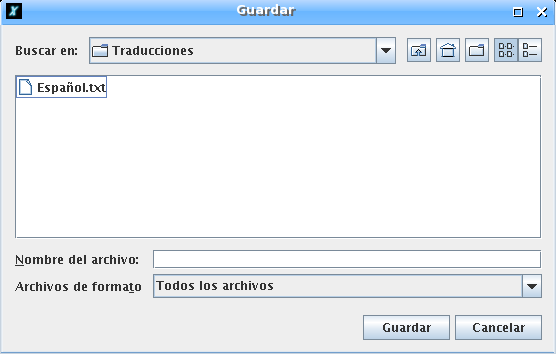 Guardar
Buscar en: Traducciones
Español.txt
Nombre del archivo:
Archivos de formato Todos los archivos
Guardar Cancelar